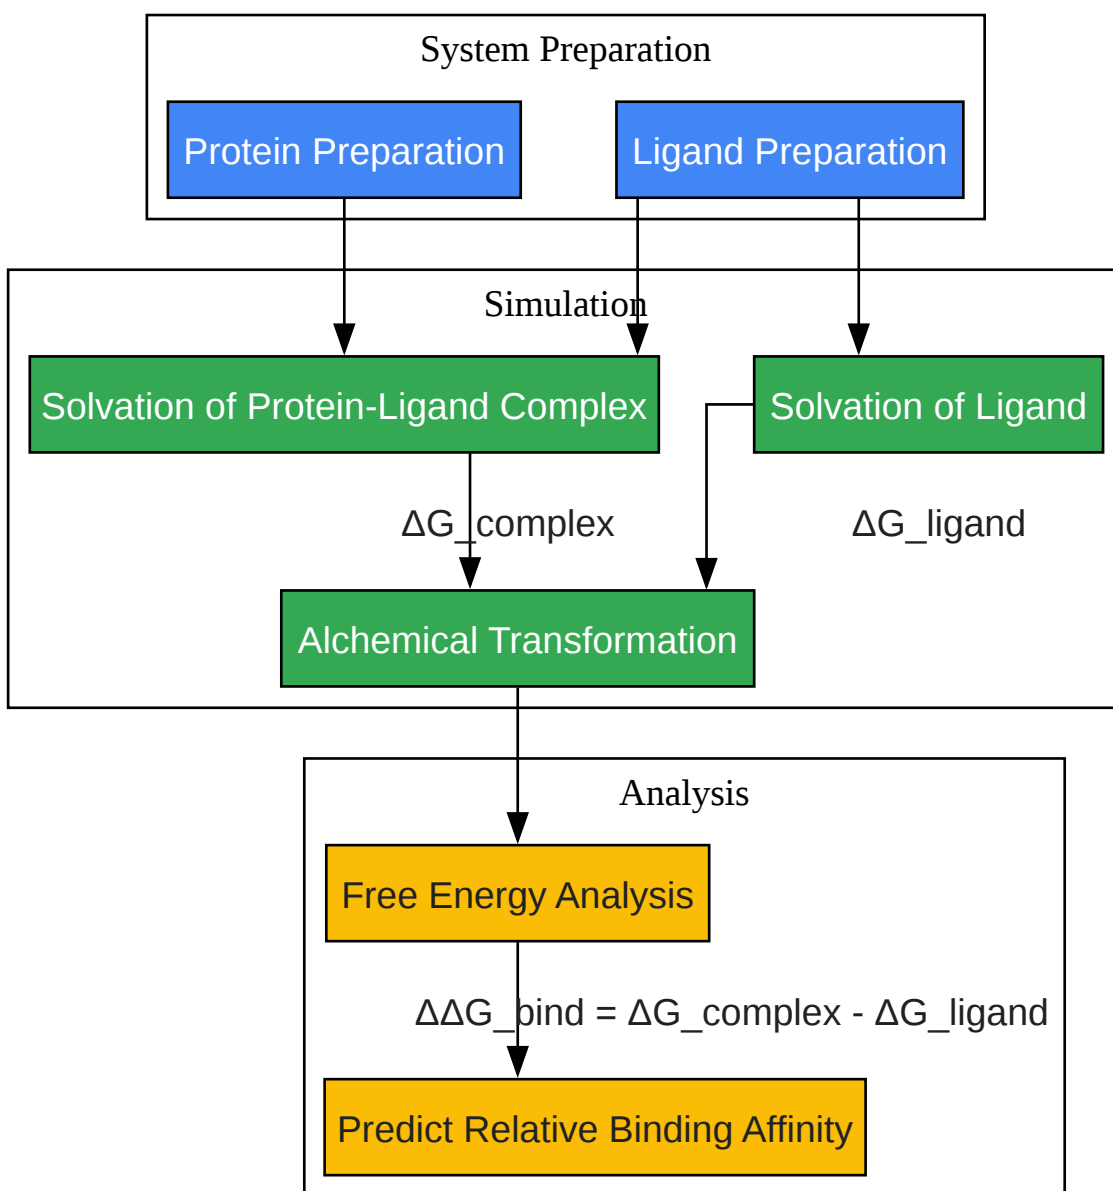 System Preparation
Protein Preparation
Ligand Preparation
Simulation
Solvation of Protein-Ligand Complex
Solvation of Ligand
ΔG_complex
ΔG_ligand
Alchemical Transformation
Analysis
Free Energy Analysis
ΔΔG_bind = ΔG_complex - ΔG_ligand
Predict Relative Binding Affinity